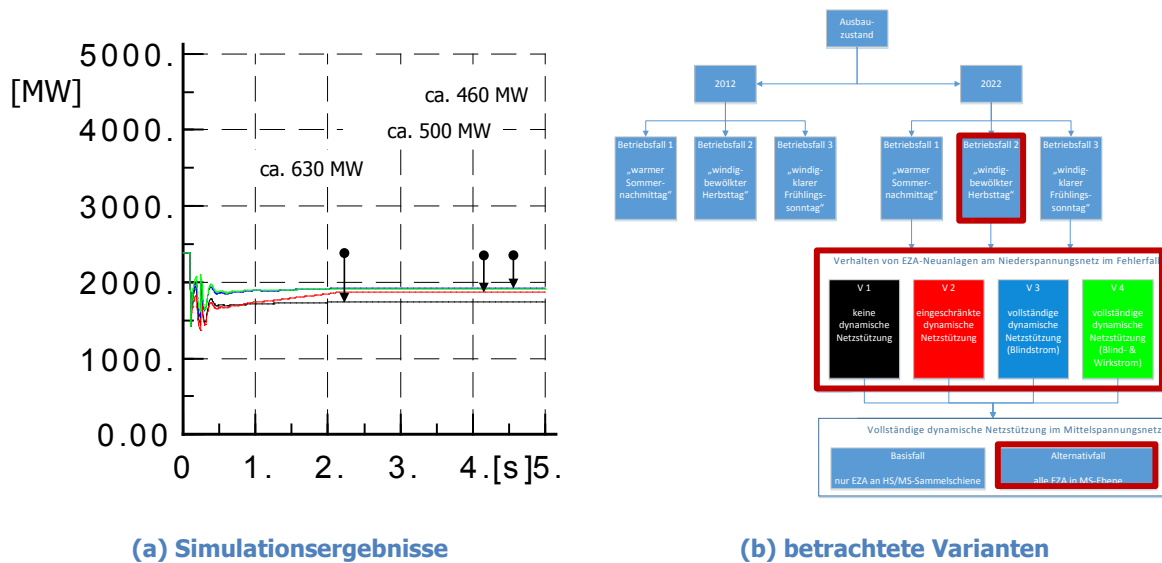 5000.
[MW]
4000.
3000.
2000.
1000.
0.00
0
1.
2.
3.
4.[s]5.
ca. 460 MW
ca. 500 MW
ca. 630 MW
(a) Simulationsergebnisse
Ausbau-
zustand
2012
2022
Betriebsfall 1
„warmer
Sommer-
nachmittag“
Betriebsfall 2
„windig-
bewölkter
Herbsttag“
Betriebsfall 3
„windig-
klarer
Frühlings-
sonntag“
Betriebsfall 1
„warmer
Sommer-
nachmittag“
Betriebsfall 2
„windig-
bewölkter
Herbsttag“
Betriebsfall 3
„windig-
klarer
Frühlings-
sonntag“
Verhalten von EZA-Neuanlagen am Niederspannungsnetz im Fehlerfall
V 1
keine
dynamische
Netzstützung
V 2
eingeschränkte
dynamische
Netzstützung
V 3
vollständige
dynamische
Netzstützung
(Blindstrom)
V 4
vollständige
dynamische
Netzstützung
(Blind- &
Wirkstrom)
Vollständige dynamische Netzstützung im Mittelspannungsnetz
Basisfall
nur EZA an HS/MS-Sammelschiene
Alternativfall
alle EZA in MS-Ebene
(b) betrachtete Varianten